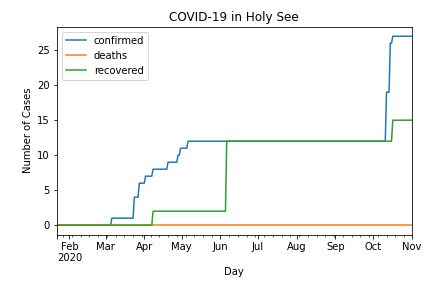 COVID-19 in Holy See
confirmed
deaths
recovered
Number of Cases
25
20
15
10
5
0
Feb Mar Apr May Jun Jul Aug Sep Oct Nov
2020
Day